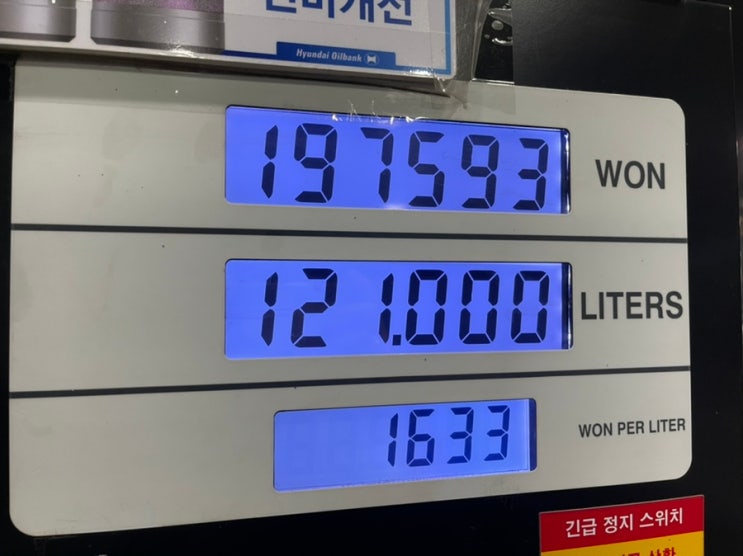 Hyundai Oilbank
197593 WON
121.000 LITERS
1633 WON PER LITER
긴급 정지 스위치